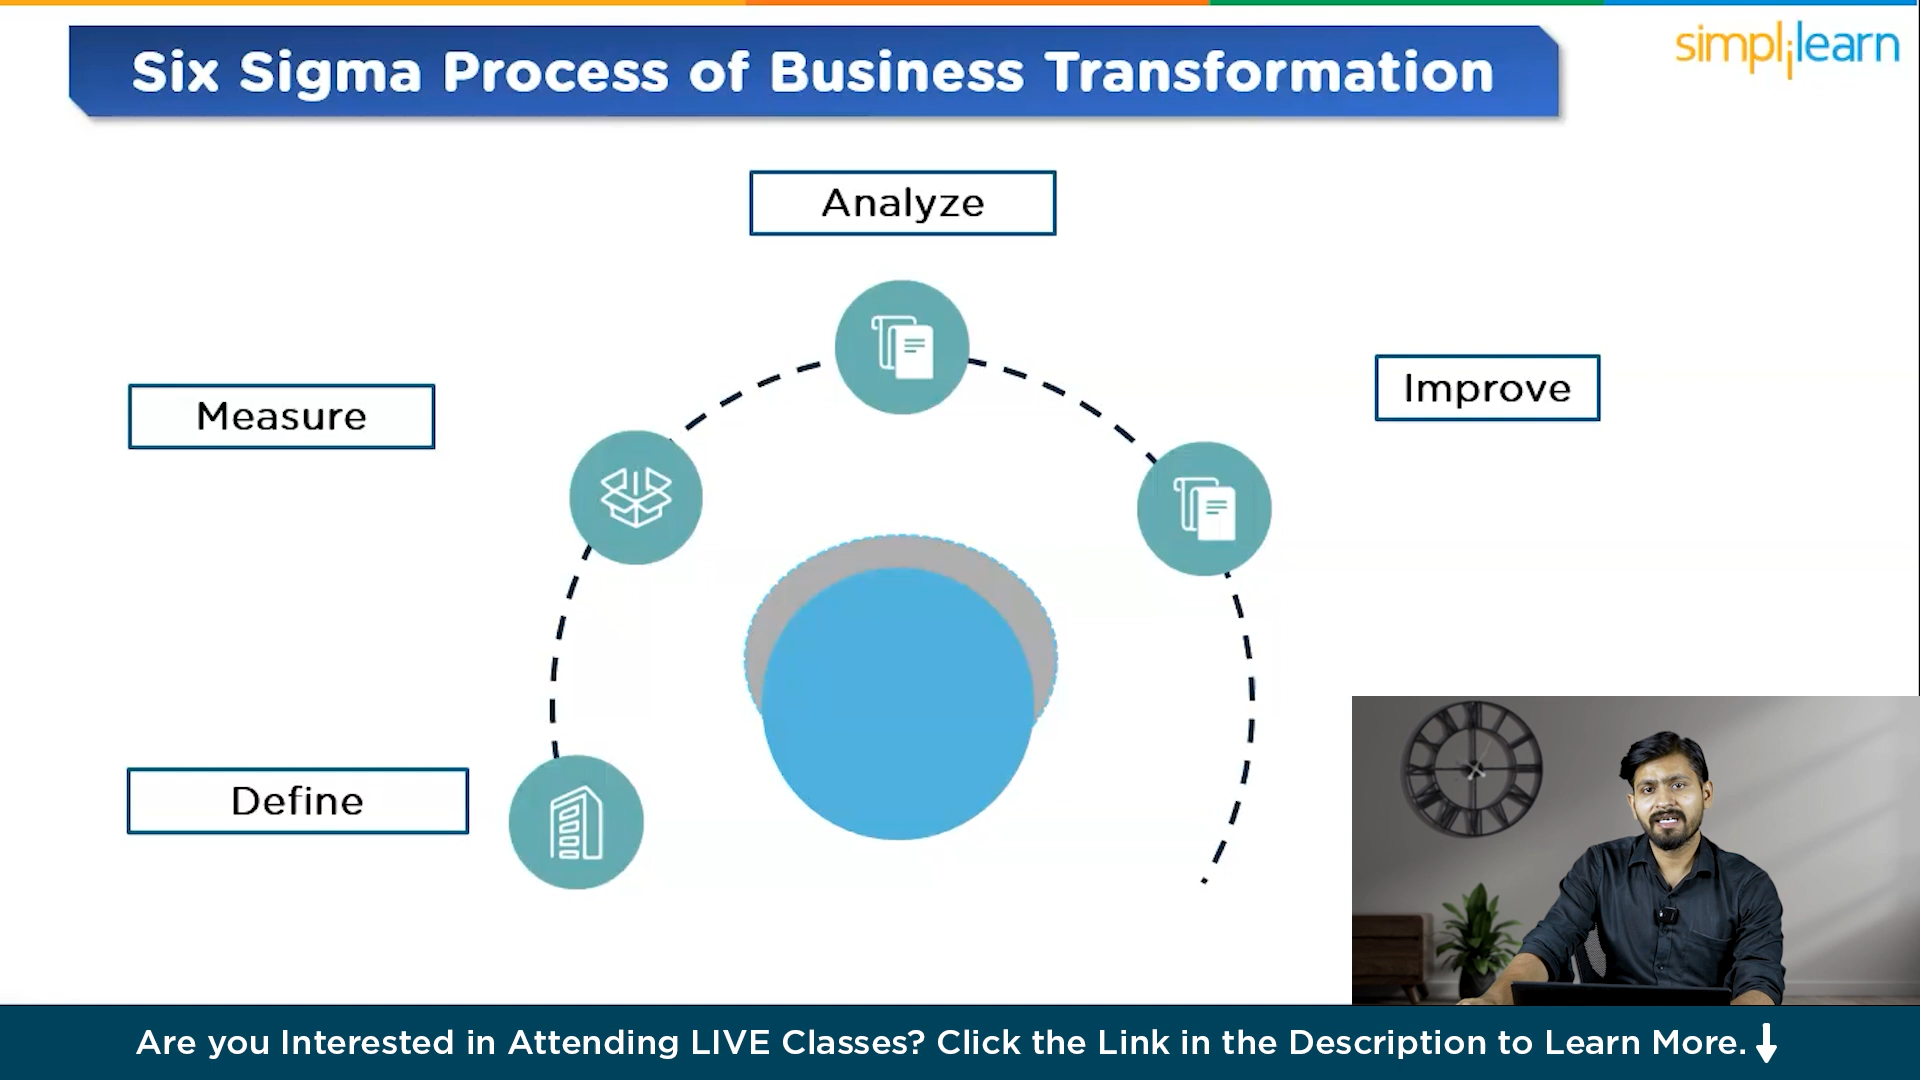 Six Sigma Process of Business Transformation
simplilearn
Analyze
Measure
Improve
Define
Are you Interested in Attending LIVE Classes? Click the Link in the Description to Learn More.